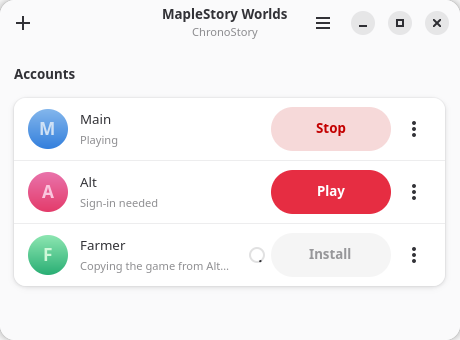 MapleStory Worlds
ChronoStory
Accounts
M
Main
Playing
Stop
A
Alt
Sign-in needed
Play
F
Farmer
Copying the game from Alt...
Install